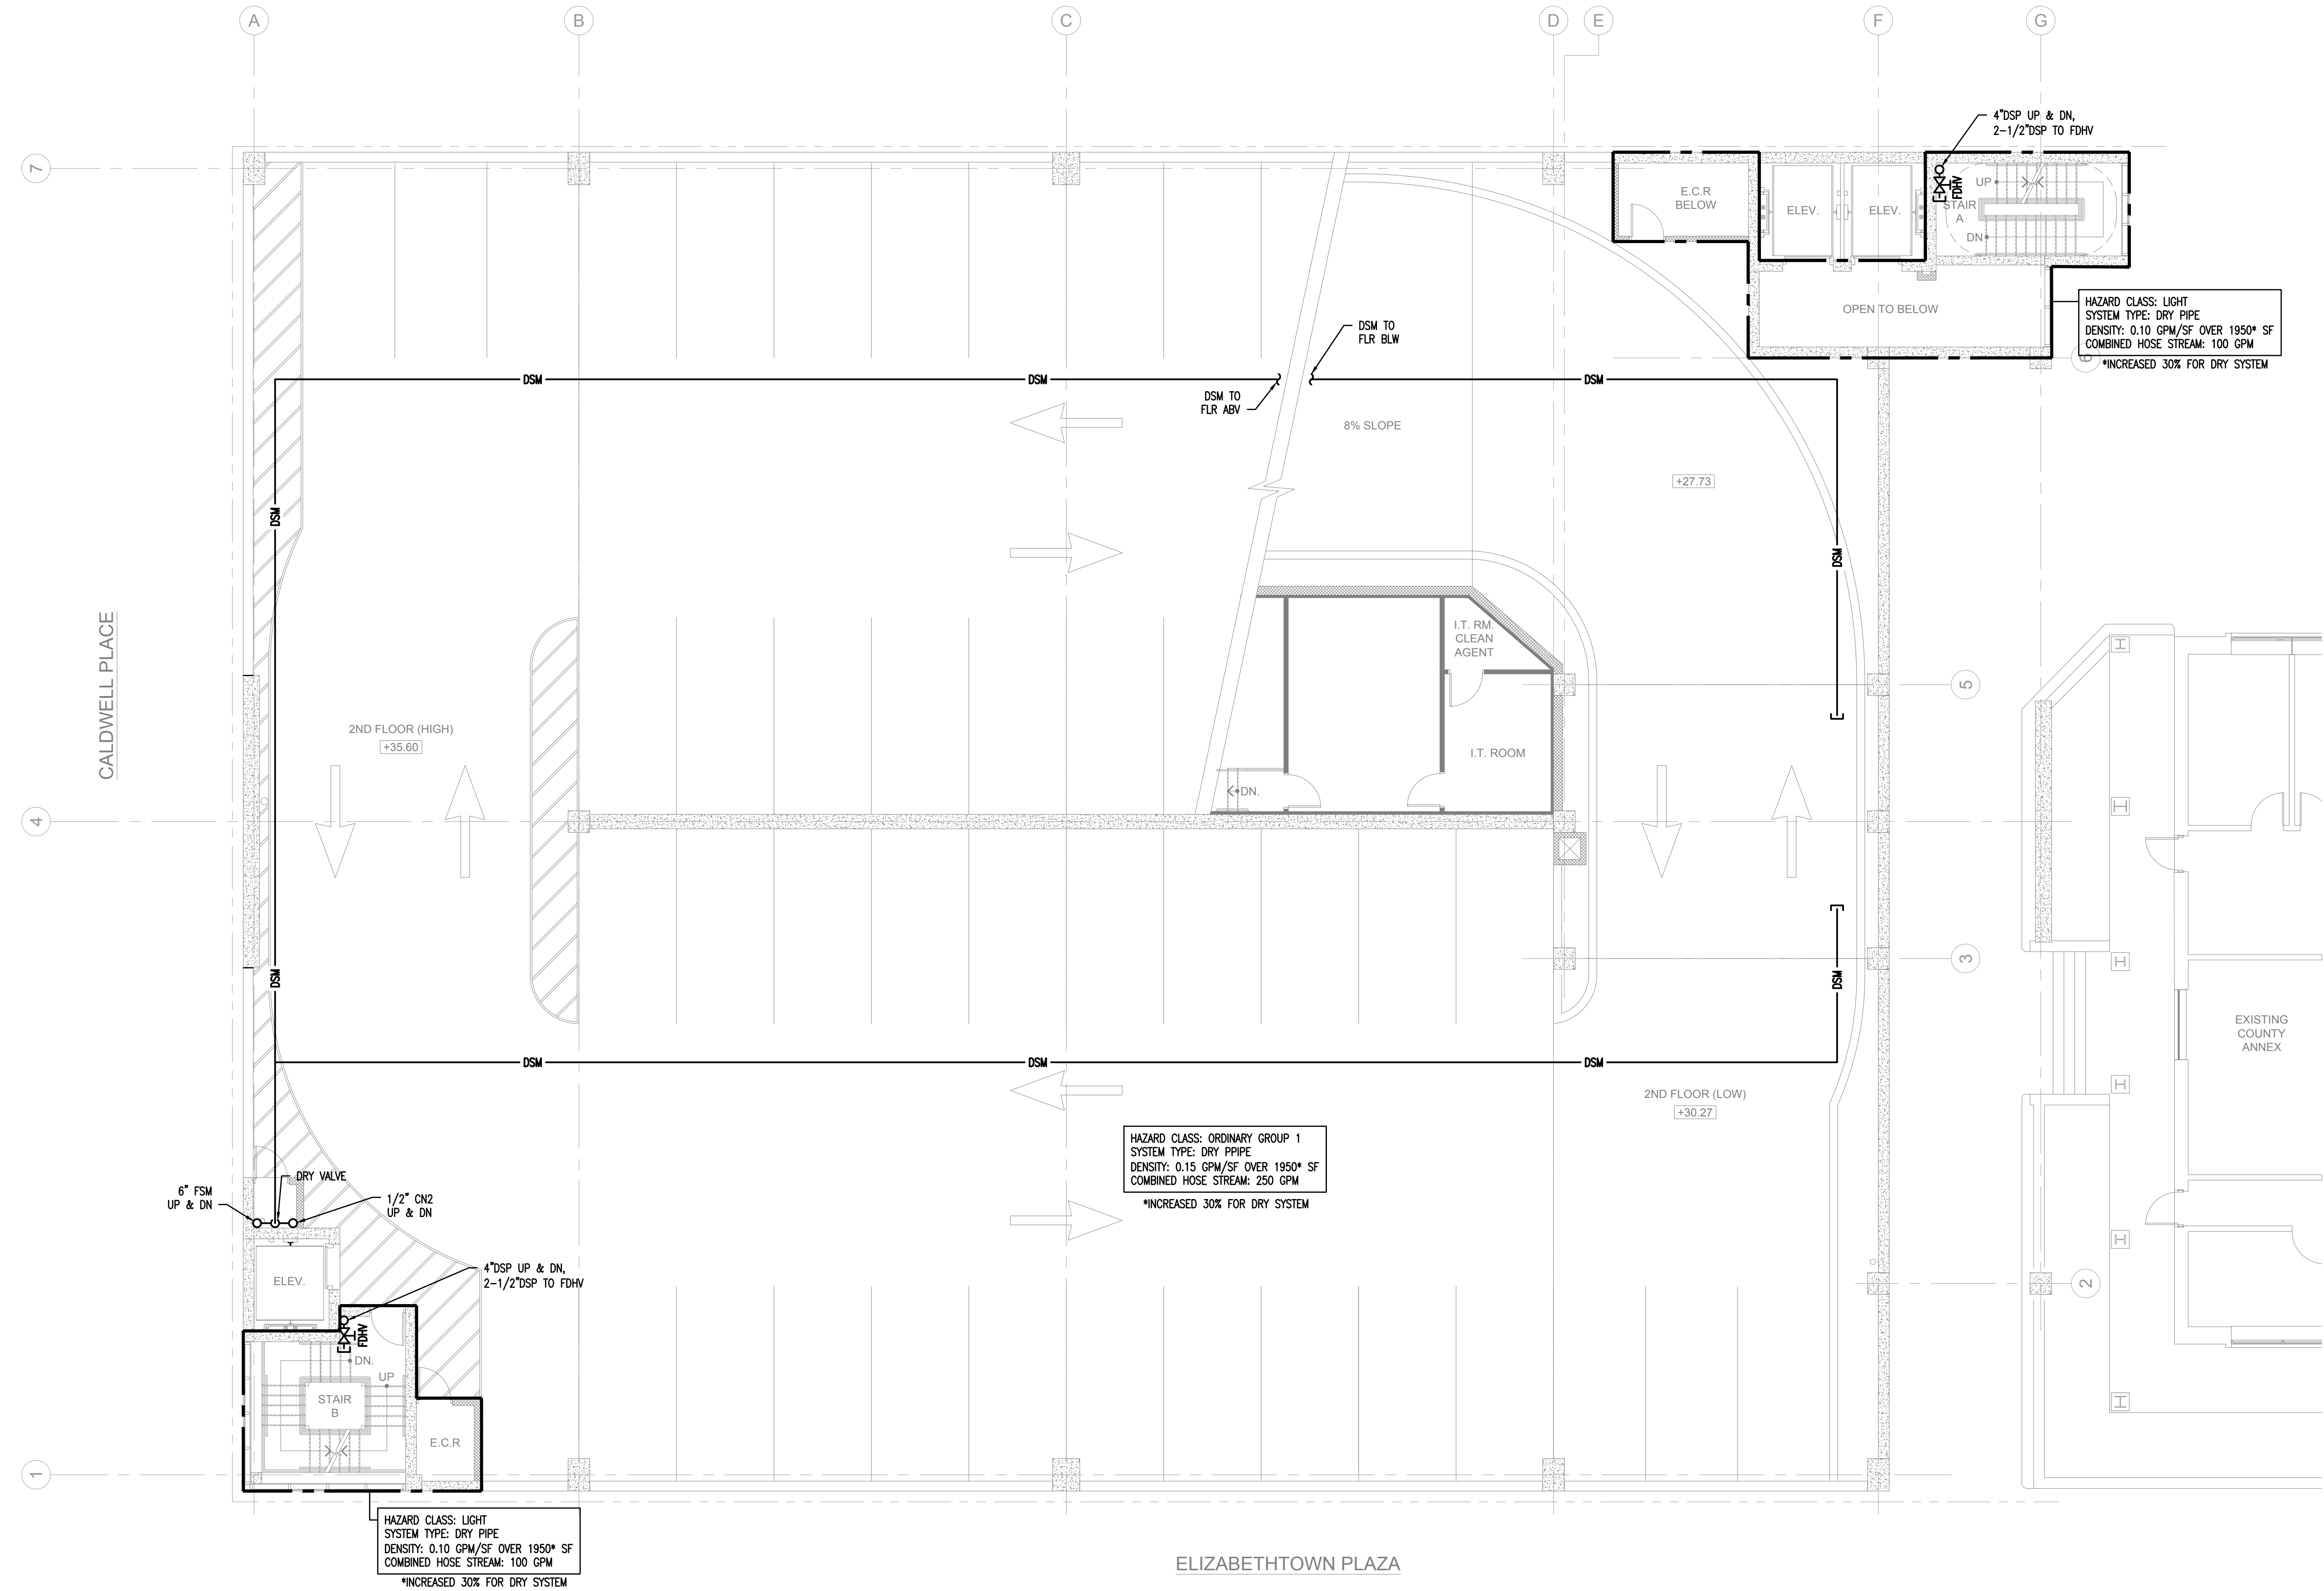 A
B
C
D
E
F
G
7
4"DSP UP & DN,
2-1/2"DSP TO FDHV
E.C.R
BELOW
ELEV.
ELEV.
UP
FDHV
STAIR
A
DN
OPEN TO BELOW
HAZARD CLASS: LIGHT
SYSTEM TYPE: DRY PIPE
DENSITY: 0.10 GPM/SF OVER 1950* SF
COMBINED HOSE STREAM: 100 GPM
*INCREASED 30% FOR DRY SYSTEM
6
DSM TO
FLR BLW
DSM
DSM
DSM
DSM TO
FLR ABV
8% SLOPE
+27.73
DSM
DSM
CALDWELL PLACE
I.T. RM.
CLEAN
AGENT
5
2ND FLOOR (HIGH)
+35.60
I.T. ROOM
DN.
4
3
DSM
DSM
EXISTING
COUNTY
ANNEX
DSM
DSM
DSM
2ND FLOOR (LOW)
+30.27
HAZARD CLASS: ORDINARY GROUP 1
SYSTEM TYPE: DRY PPIPE
DENSITY: 0.15 GPM/SF OVER 1950* SF
COMBINED HOSE STREAM: 250 GPM
*INCREASED 30% FOR DRY SYSTEM
DRY VALVE
6" FSM
UP & DN
1/2" CN2
UP & DN
4"DSP UP & DN,
2-1/2"DSP TO FDHV
ELEV.
2
FDHV
DN.
UP
STAIR
B
E.C.R
1
HAZARD CLASS: LIGHT
SYSTEM TYPE: DRY PIPE
DENSITY: 0.10 GPM/SF OVER 1950* SF
COMBINED HOSE STREAM: 100 GPM
*INCREASED 30% FOR DRY SYSTEM
ELIZABETHTOWN PLAZA